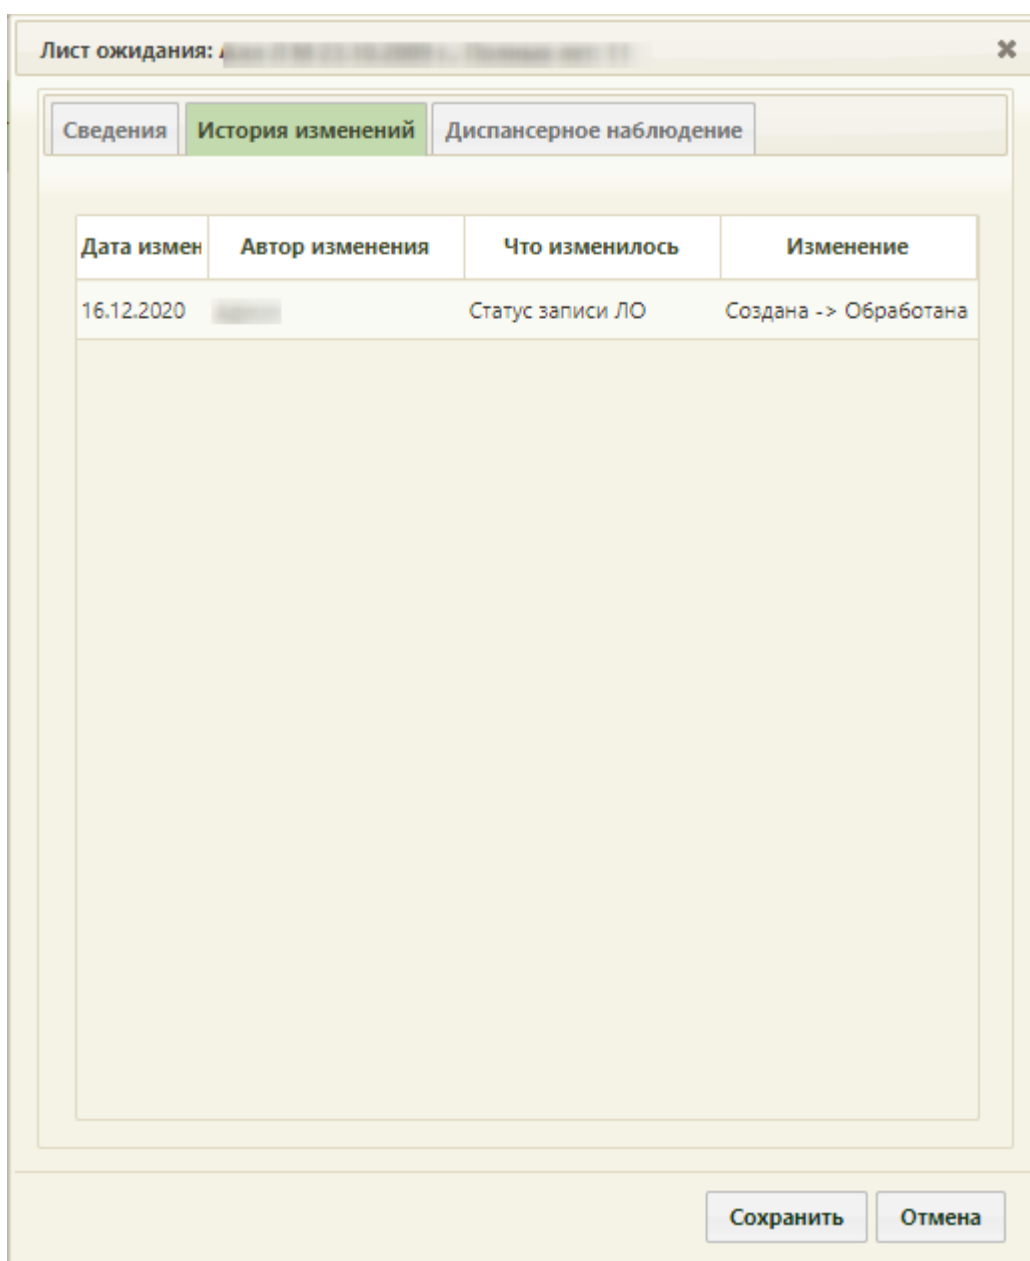 Лист ожидания:
Сведения История изменений Диспансерное наблюдение
Дата измен Автор изменения Что изменилось Изменение
16.12.2020 Статус записи ЛО Создана -> Обработана
Сохранить Отмена